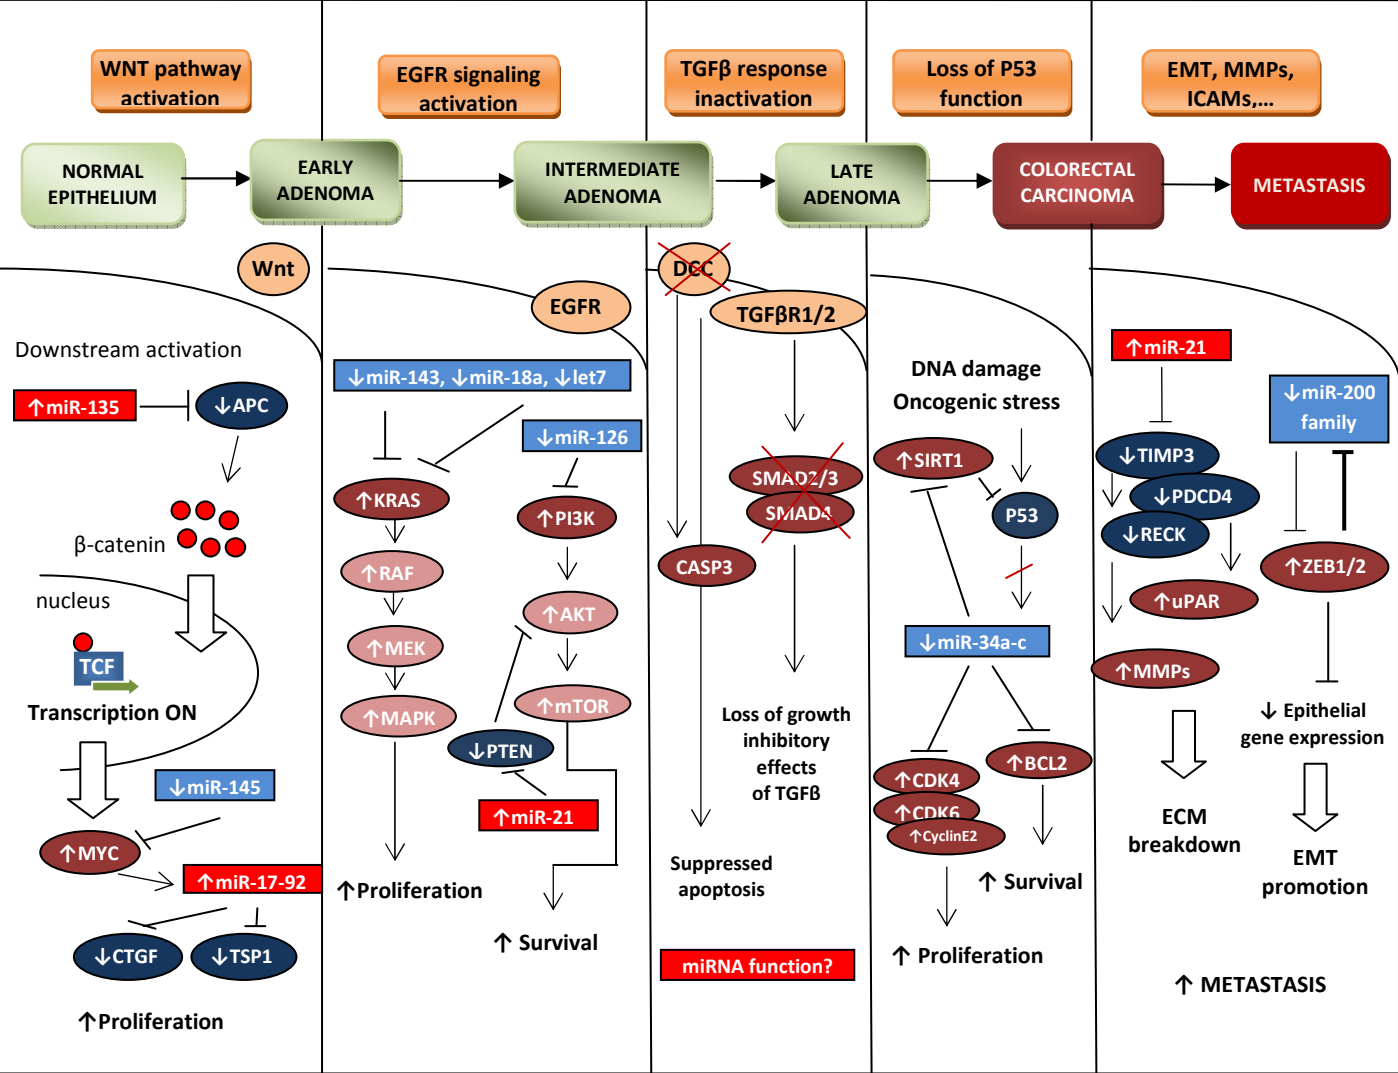 WNT pathway
activation
EGFR signaling
activation
TGFβ response
inactivation
Loss of P53
function
EMT, MMPs,
ICAMs,...
NORMAL
EPITHELIUM
EARLY
ADENOMA
INTERMEDIATE
ADENOMA
LATE
ADENOMA
COLORECTAL
CARCINOMA
METASTASIS
Wnt
Downstream activation
↑miR-135
↓APC
β-catenin
nucleus
TCF
Transcription ON
↓miR-145
↑MYC
↑miR-17-92
↓CTGF
↓TSP1
↑Proliferation
EGFR
↓miR-143, ↓miR-18a, ↓let7
↓miR-126
↑KRAS
↑PI3K
↑RAF
↑AKT
↑MEK
↑MAPK
↑mTOR
↓PTEN
↑miR-21
↑Proliferation
↑ Survival
DCC
TGFβR1/2
SMAD2/3
SMAD4
CASP3
Loss of growth
inhibitory
effects
of TGFß
Suppressed
apoptosis
miRNA function?
DNA damage
Oncogenic stress
↑SIRT1
P53
↓miR-34a-c
↑CDK4
↑CDK6
↑CyclinE2
↑BCL2
↑ Survival
↑ Proliferation
↑miR-21
↓miR-200
family
↓TIMP3
↓PDCD4
↓RECK
↑ZEB1/2
↑uPAR
↑MMPs
↓ Epithelial
gene expression
ECM
breakdown
EMT
promotion
↑ METASTASIS